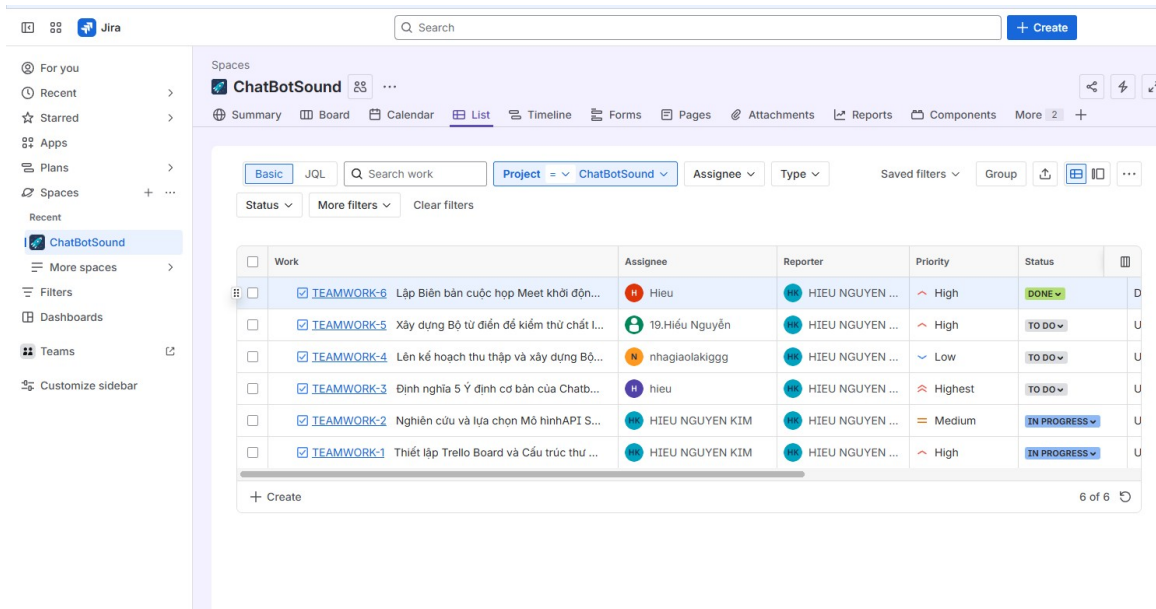 Jira
Search
+ Create
For you
Recent
Starred
Apps
Plans
Spaces
Recent
ChatBotSound
More spaces
Filters
Dashboards
Teams
Customize sidebar
Spaces
ChatBotSound
Summary Board Calendar List Timeline Forms Pages Attachments Reports Components More 2
Basic JQL Search work Project = ChatBotSound Assignee Type Saved filters Group
Status More filters Clear filters
Work Assignee Reporter Priority Status
TEAMWORK-6 Lập Biên bản cuộc họp Meet khởi độn... H Hieu HK HIEU NGUYEN ... High DONE D
TEAMWORK-5 Xây dựng Bộ từ điển để kiểm thử chất l... 19.Hiếu Nguyễn HK HIEU NGUYEN ... High TO DO U
TEAMWORK-4 Lên kế hoạch thu thập và xây dựng Bộ... N nhagiaolakiggg HK HIEU NGUYEN ... Low TO DO U
TEAMWORK-3 Định nghĩa 5 Ý định cơ bản của Chatb... H hieu HK HIEU NGUYEN ... Highest TO DO U
TEAMWORK-2 Nghiên cứu và lựa chọn Mô hìnhAPI S... HK HIEU NGUYEN KIM HK HIEU NGUYEN ... Medium IN PROGRESS U
TEAMWORK-1 Thiết lập Trello Board và Cấu trúc thư ... HK HIEU NGUYEN KIM HK HIEU NGUYEN ... High IN PROGRESS U
+ Create 6 of 6